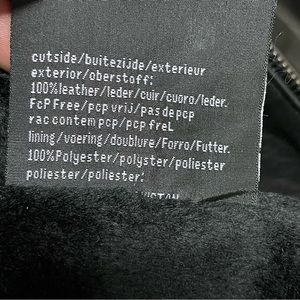 cutside/buitezijde/exterieur
exterior/oberstoff:
100%leather/leder/cuir/cuoro/leder.
FcP Free/pcp vrij/pas de pcp
rac contem pcp/pcp freL
lining/voering/doublure/Forro/Futter.
100%Polyester/polyster/poliester
poliester/poliester: